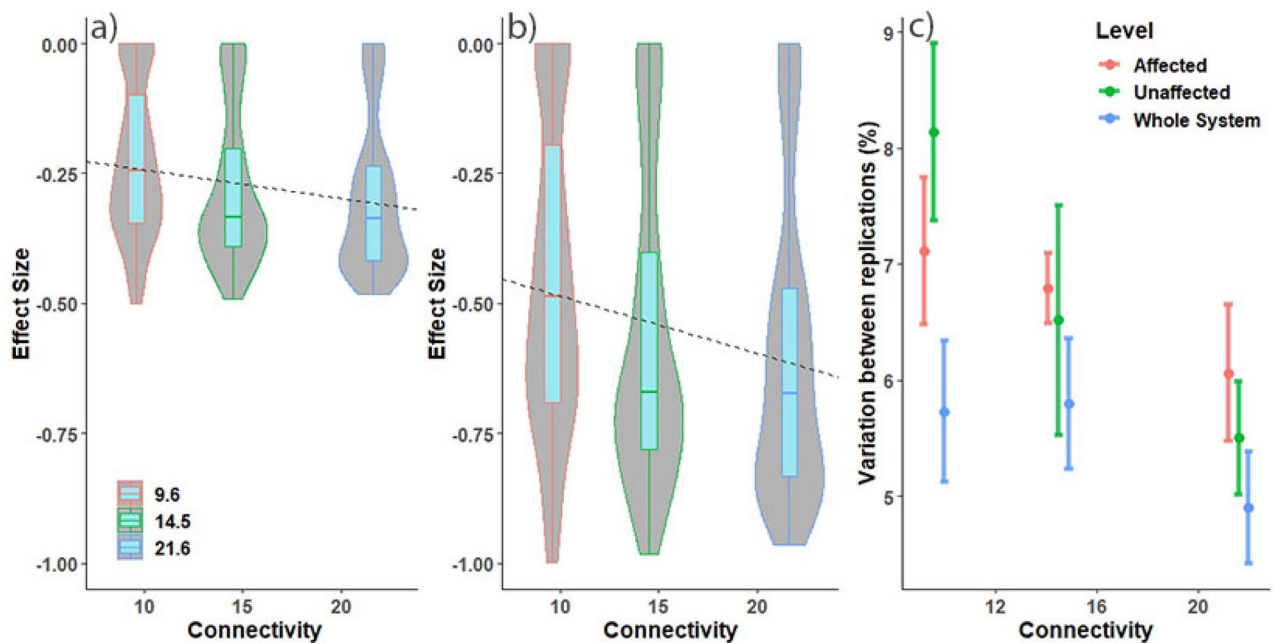 a)
0.00
-0.25
-0.50
-0.75
-1.00
Effect Size
9.6
14.5
21.6
10 15 20
Connectivity
b)
0.00
-0.25
-0.50
-0.75
-1.00
Effect Size
10 15 20
Connectivity
c)
9
8
7
6
5
Variation between replications (%)
Level
Affected
Unaffected
Whole System
12 16 20
Connectivity